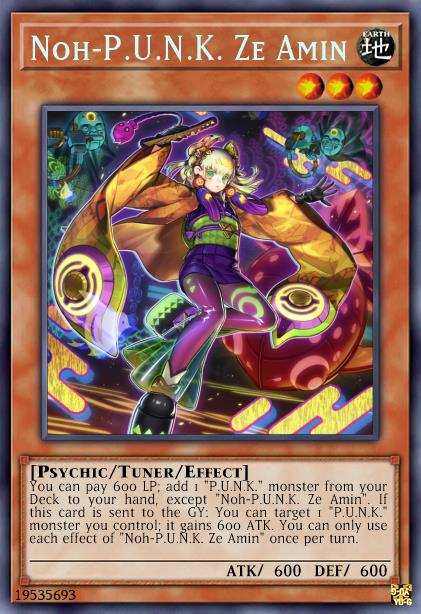 Noh-P.U.N.K. Ze Amin
EARTH
地
[Psychic/Tuner/Effect]
You can pay 600 LP; add 1 "P.U.N.K." monster from your
Deck to your hand, except "Noh-P.U.N.K. Ze Amin". If
this card is sent to the GY: You can target 1 "P.U.N.K."
monster you control; it gains 600 ATK. You can only use
each effect of "Noh-P.U.N.K. Ze Amin" once per turn.
ATK/ 600 DEF/ 600
19535693